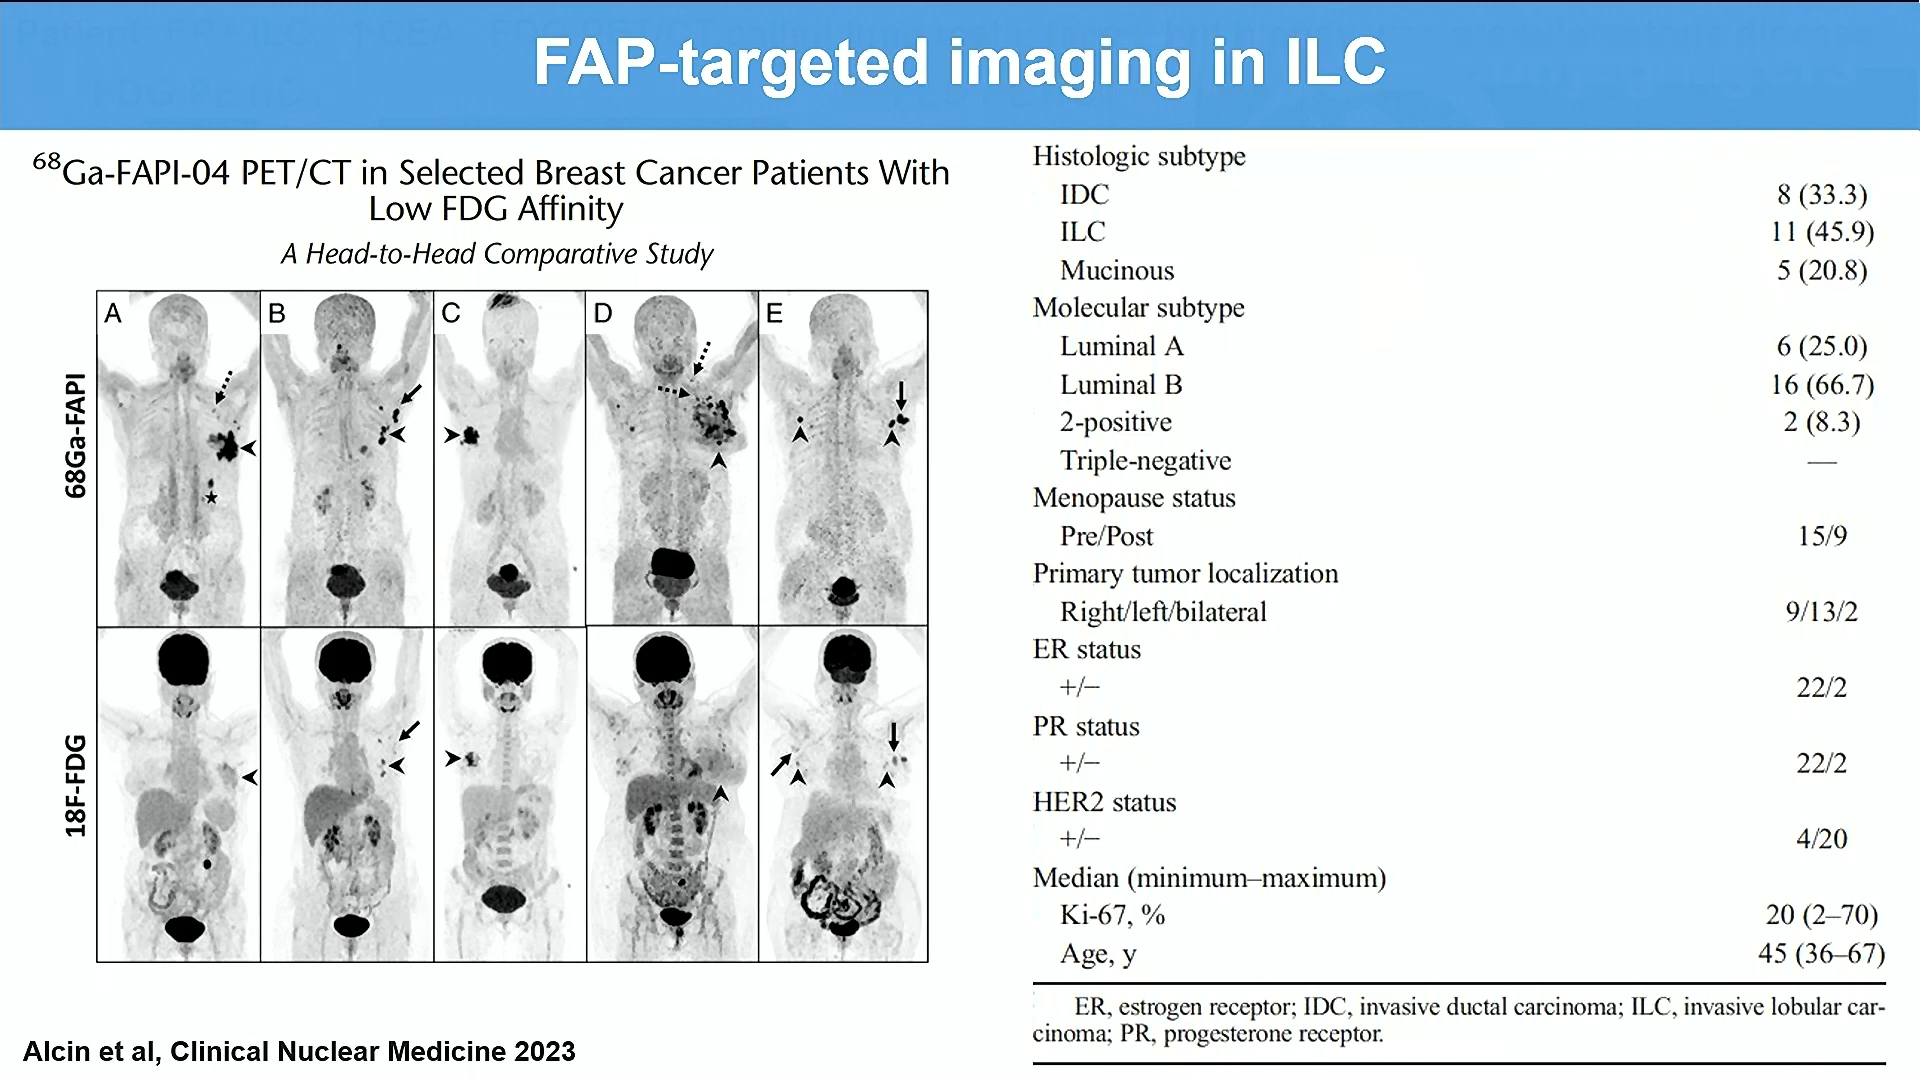 FAP-targeted imaging in ILC
⁶⁸Ga-FAPI-04 PET/CT in Selected Breast Cancer Patients With
Low FDG Affinity
A Head-to-Head Comparative Study
A
B
C
D
E
68Ga-FAPI
18F-FDG
Alcin et al, Clinical Nuclear Medicine 2023
Histologic subtype
IDC 8 (33.3)
ILC 11 (45.9)
Mucinous 5 (20.8)
Molecular subtype
Luminal A 6 (25.0)
Luminal B 16 (66.7)
2-positive 2 (8.3)
Triple-negative —
Menopause status
Pre/Post 15/9
Primary tumor localization
Right/left/bilateral 9/13/2
ER status
+/− 22/2
PR status
+/− 22/2
HER2 status
+/− 4/20
Median (minimum–maximum)
Ki-67, % 20 (2–70)
Age, y 45 (36–67)
ER, estrogen receptor; IDC, invasive ductal carcinoma; ILC, invasive lobular car-
cinoma; PR, progesterone receptor.